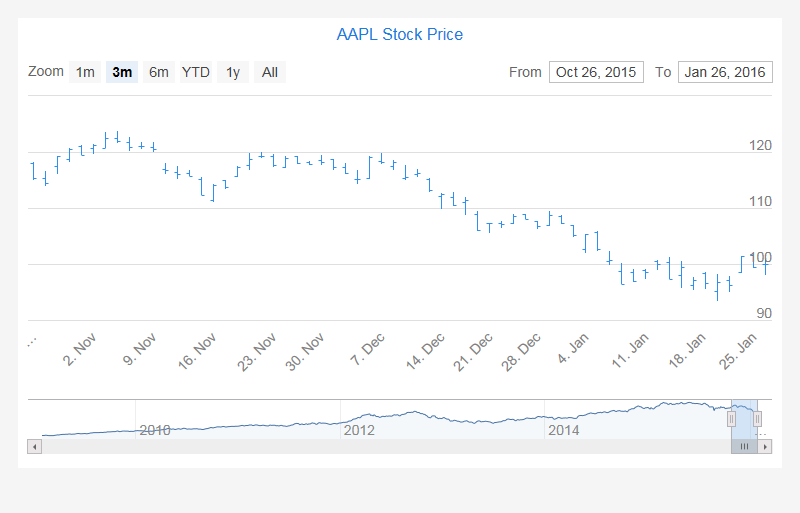 AAPL Stock Price
Zoom 1m 3m 6m YTD 1y All From Oct 26, 2015 To Jan 26, 2016
120
110
100
90
... 2. Nov 9. Nov 16. Nov 23. Nov 30. Nov 7. Dec 14. Dec 21. Dec 28. Dec 4. Jan 11. Jan 18. Jan 25. Jan
2010 2012 2014 ...